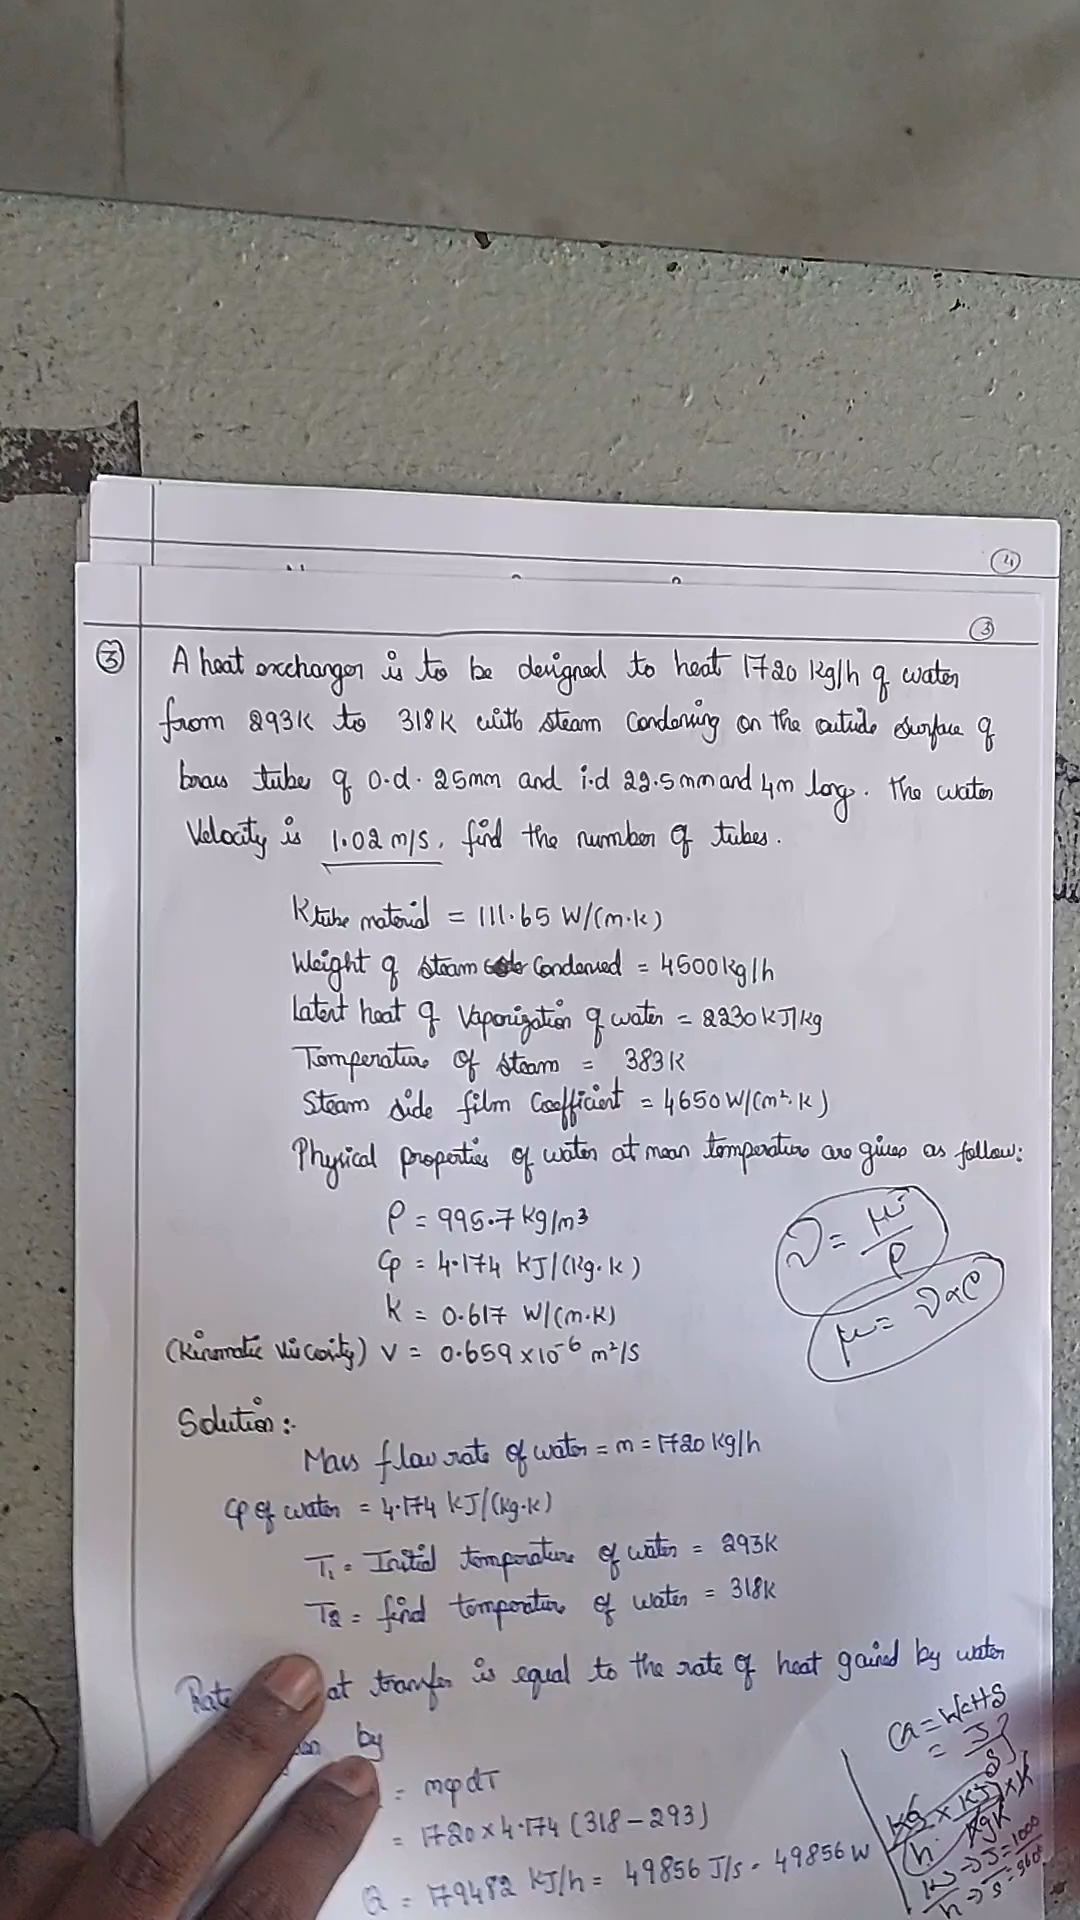 4
3
3 A heat exchanger is to be designed to heat 1720 kg/h of water
from 293K to 318K with steam condensing on the outside surface of
brass tube of o.d. 25mm and i.d 22.5 mm and 4m long. The water
Velocity is 1.02 m/s. find the number of tubes.
K tube material = 111.65 W/(m.k)
Weight of steam condensed = 4500 kg/h
Latent heat of Vaporization of water = 2230 kJ/kg
Temperature of steam = 383K
Steam side film Coefficient = 4650 W/(m².K)
Physical properties of water at mean temperature are given as follow:
ρ = 995.7 kg/m³
Cp = 4.174 KJ/(kg.k)
k = 0.617 W/(m.K)
(Kinematic Viscosity) v = 0.659 × 10⁻⁶ m²/s
ν = μ/ρ
μ = ν×ρ
Solution:-
Mass flow rate of water = m = 1720 kg/h
Cp of water = 4.174 KJ/(kg.k)
T₁ = Initial temperature of water = 293K
T₂ = find temperature of water = 318K
Rate at transfer is equal to the rate of heat gained by water
by
= mcpdT
= 1720 × 4.174 (318 - 293)
Q = 179482 KJ/h = 49856 J/s = 49856 W
= Watts
= J/s
kg/h × KJ/kgK × K